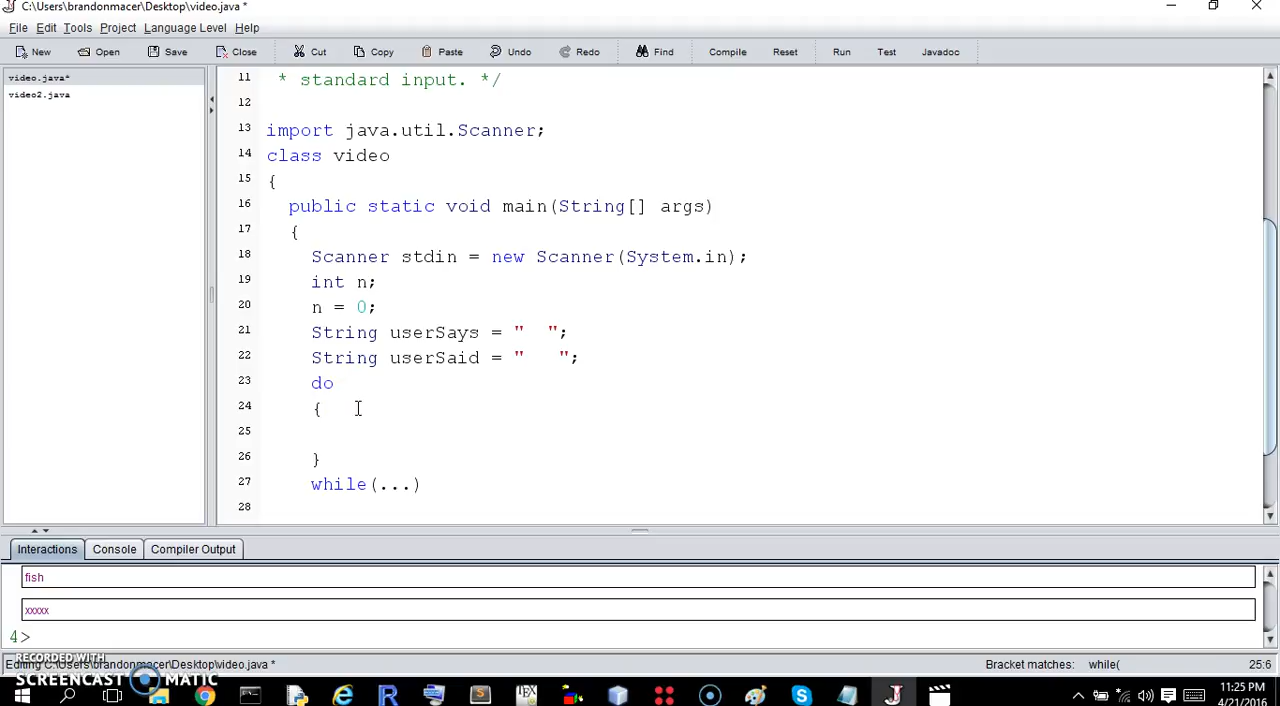 C:\Users\brandonmacer\Desktop\video.java *
File Edit Tools Project Language Level Help
New Open Save Close Cut Copy Paste Undo Redo Find Compile Reset Run Test Javadoc
video.java*
video2.java
11 * standard input. */
12
13 import java.util.Scanner;
14 class video
15 {
16 public static void main(String[] args)
17 {
18 Scanner stdin = new Scanner(System.in);
19 int n;
20 n = 0;
21 String userSays = "  ";
22 String userSaid = "   ";
23 do
24 {
25
26 }
27 while(...)
28
Interactions Console Compiler Output
fish
xxxxx
4>
Editing C:\Users\brandonmacer\Desktop\video.java * Bracket matches: while( 25:6
RECORDED WITH
SCREENCAST MATIC
11:25 PM
4/21/2016